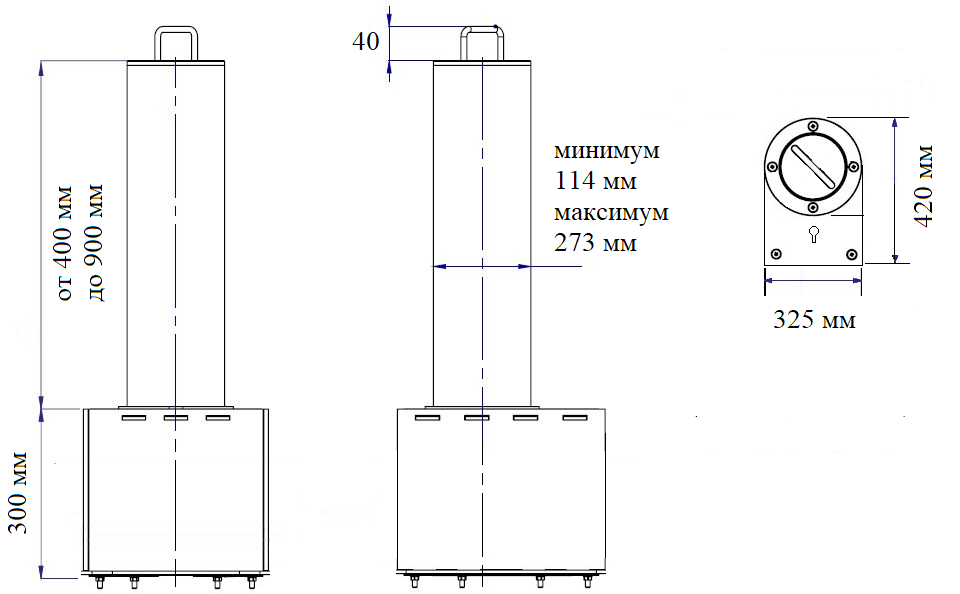 40
от 400 мм
до 900 мм
минимум
114 мм
максимум
273 мм
420 мм
325 мм
300 мм